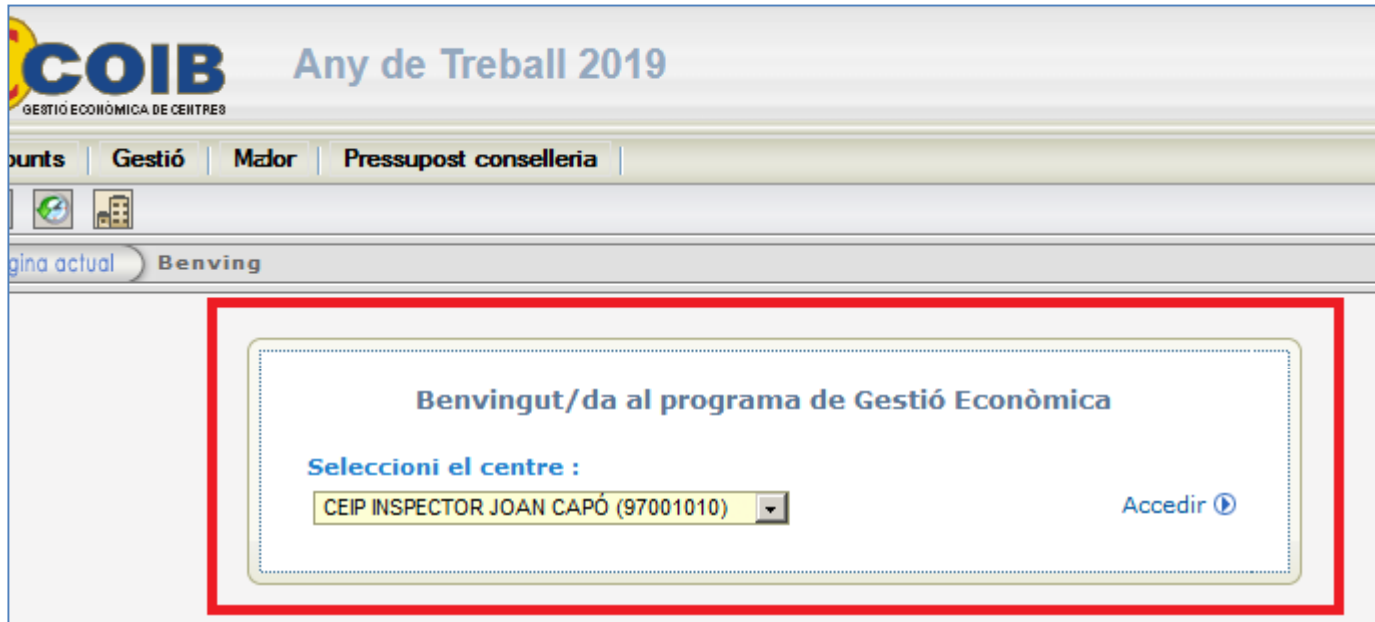 COIB Any de Treball 2019
GESTIÓ ECONÒMICA DE CENTRES
ounts Gestió Major Pressupost conselleria
gina actual Benving
Benvingut/da al programa de Gestió Econòmica
Seleccioni el centre :
CEIP INSPECTOR JOAN CAPÓ (97001010) Accedir